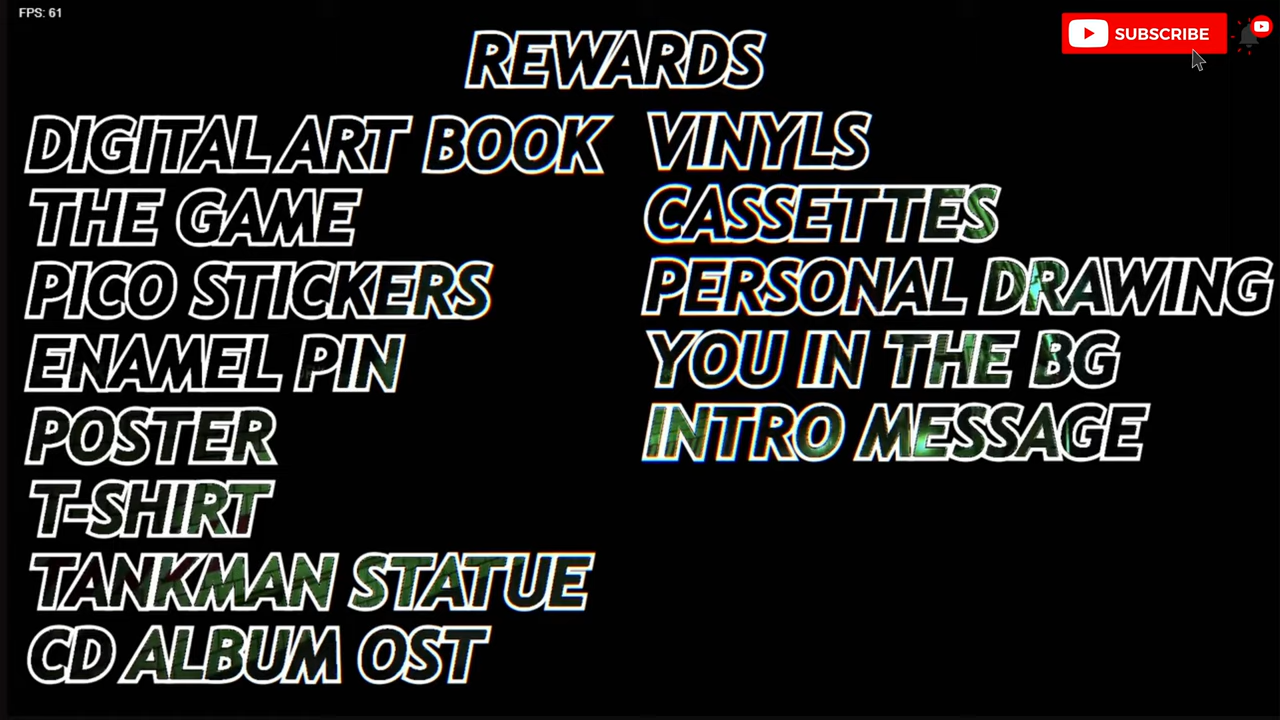 FPS: 61
SUBSCRIBE
REWARDS
DIGITAL ART BOOK
THE GAME
PICO STICKERS
ENAMEL PIN
POSTER
T-SHIRT
TANKMAN STATUE
CD ALBUM OST
VINYLS
CASSETTES
PERSONAL DRAWING
YOU IN THE BG
INTRO MESSAGE